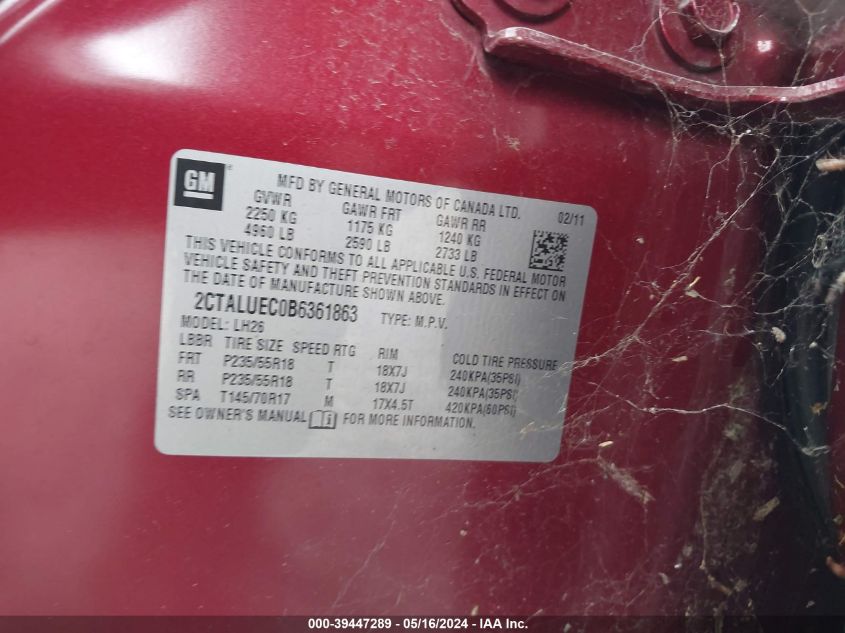 GM
MFD BY GENERAL MOTORS OF CANADA LTD. 02/11
GVWR GAWR FRT GAWR RR
2250 KG 1175 KG 1240 KG
4960 LB 2590 LB 2733 LB
THIS VEHICLE CONFORMS TO ALL APPLICABLE U.S. FEDERAL MOTOR
VEHICLE SAFETY AND THEFT PREVENTION STANDARDS IN EFFECT ON
THE DATE OF MANUFACTURE SHOWN ABOVE.
2CTALUEC0B6361863 TYPE: M.P.V.
MODEL: LH26
LBBR TIRE SIZE SPEED RTG RIM COLD TIRE PRESSURE
FRT P235/55R18 T 18X7J 240KPA(35PSI)
RR P235/55R18 T 18X7J 240KPA(35PSI)
SPA T145/70R17 M 17X4.5T 420KPA(60PSI)
SEE OWNER'S MANUAL i FOR MORE INFORMATION.
000-39447289 - 05/16/2024 - IAA Inc.